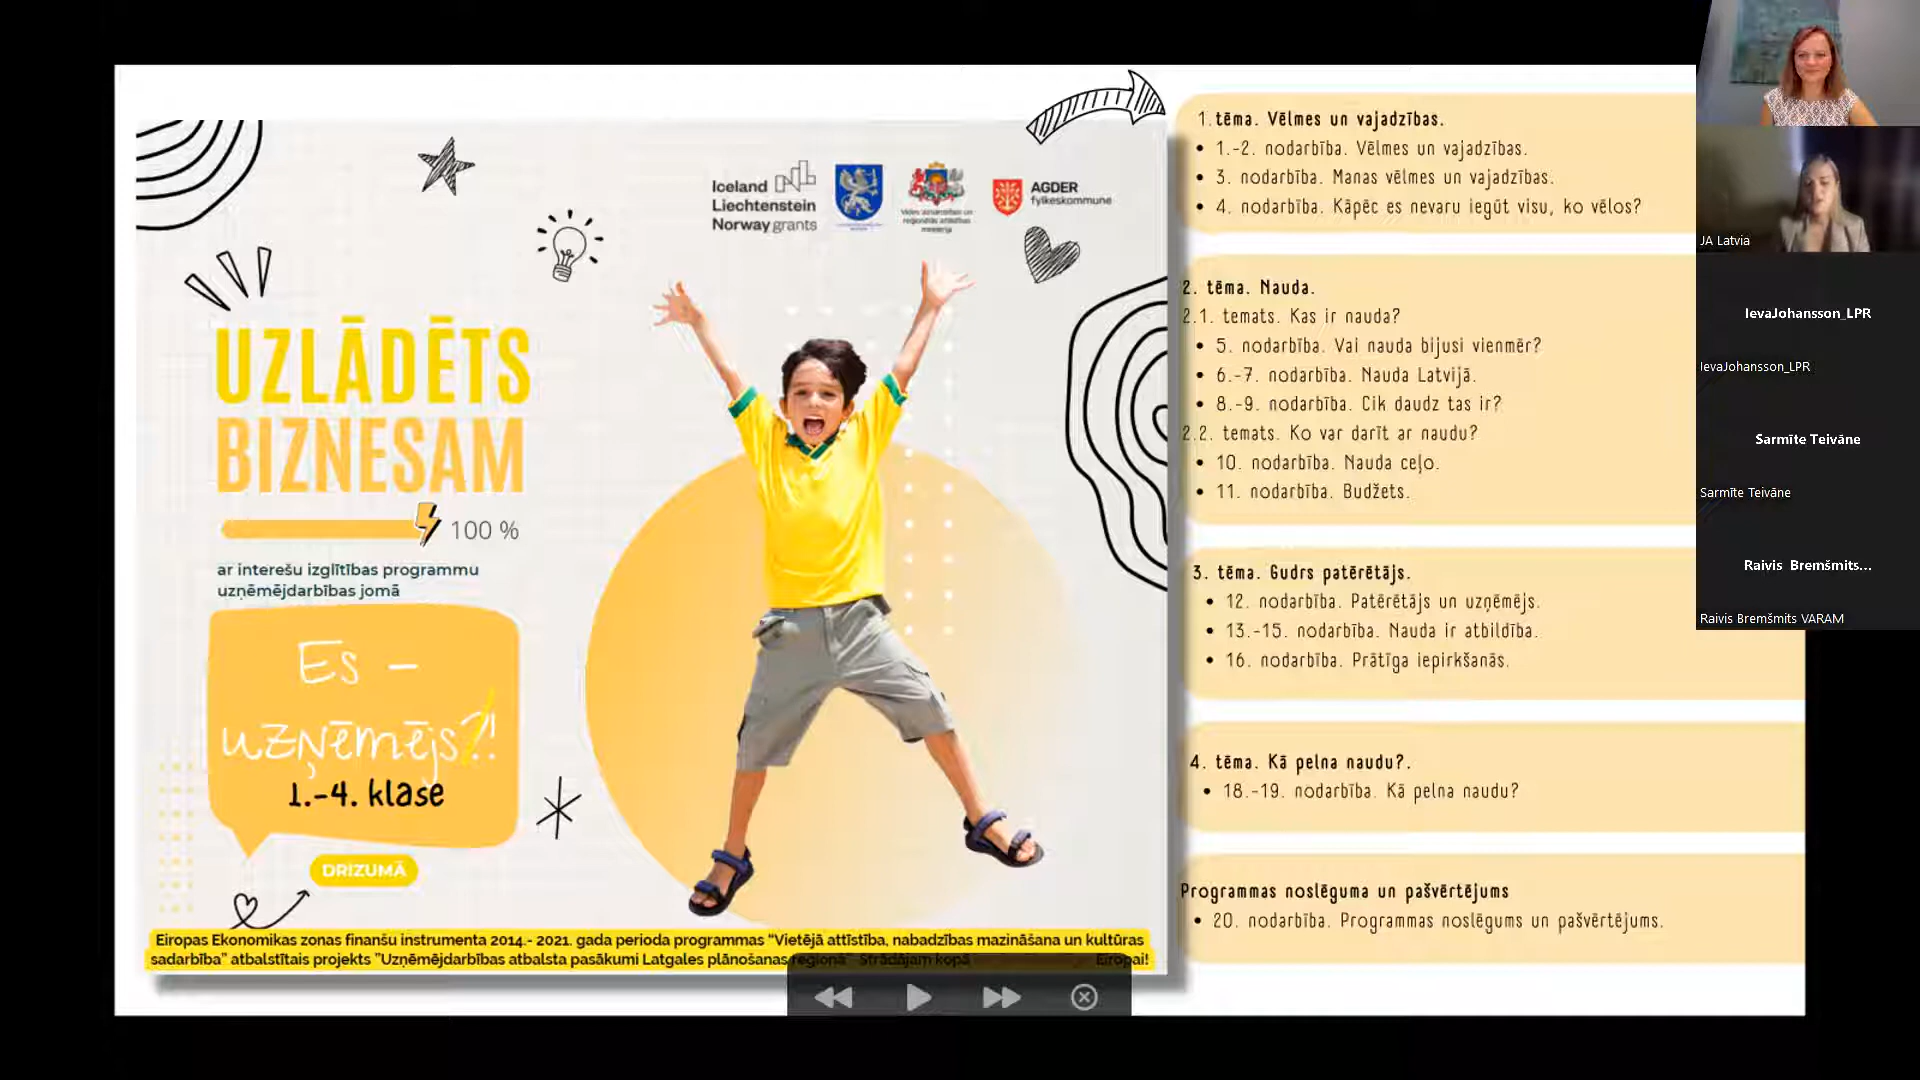 Iceland
Liechtenstein
Norway grants
AGDER
fylkeskommune
UZLĀDĒTS
BIZNESAM
100 %
ar interešu izglītības programmu
uzņēmējdarbības jomā
Es -
uzņēmējs?!
1.-4. klase
DRĪZUMĀ
Eiropas Ekonomikas zonas finanšu instrumenta 2014.- 2021. gada perioda programmas “Vietējā attīstība, nabadzības mazināšana un kultūras
sadarbība” atbalstītais projekts ”Uzņēmējdarbības atbalsta pasākumi Latgales plānošanas reģionā” Strādājam kopā Eiropai!
1.tēma. Vēlmes un vajadzības.
• 1.-2. nodarbība. Vēlmes un vajadzības.
• 3. nodarbība. Manas vēlmes un vajadzības.
• 4. nodarbība. Kāpēc es nevaru iegūt visu, ko vēlos?
2. tēma. Nauda.
2.1. temats. Kas ir nauda?
• 5. nodarbība. Vai nauda bijusi vienmēr?
• 6.-7. nodarbība. Nauda Latvijā.
• 8.-9. nodarbība. Cik daudz tas ir?
2.2. temats. Ko var darīt ar naudu?
• 10. nodarbība. Nauda ceļo.
• 11. nodarbība. Budžets.
3. tēma. Gudrs patērētājs.
• 12. nodarbība. Patērētājs un uzņēmējs.
• 13.-15. nodarbība. Nauda ir atbildība.
• 16. nodarbība. Prātīga iepirkšanās.
4. tēma. Kā pelna naudu?.
• 18.-19. nodarbība. Kā pelna naudu?
Programmas noslēguma un pašvērtējums
• 20. nodarbība. Programmas noslēgums un pašvērtējums.
JA Latvia
IevaJohansson_LPR
IevaJohansson_LPR
Sarmīte Teivāne
Sarmīte Teivāne
Raivis Bremšmits...
Raivis Bremšmits VARAM